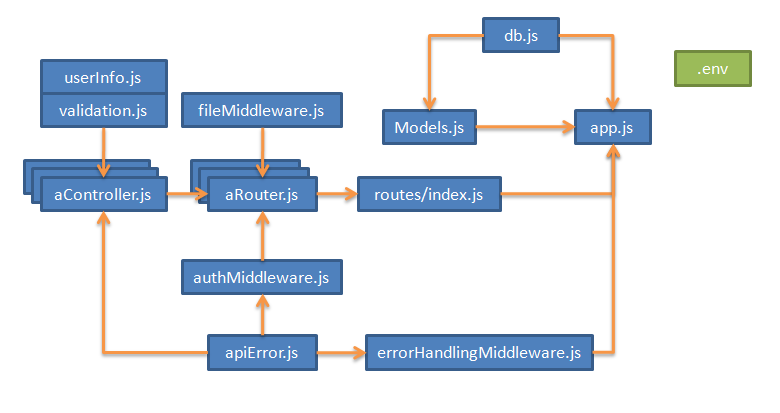 db.js
userInfo.js
.env
validation.js
fileMiddleware.js
Models.js
app.js
aController.js
aRouter.js
routes/index.js
authMiddleware.js
apiError.js
errorHandlingMiddleware.js